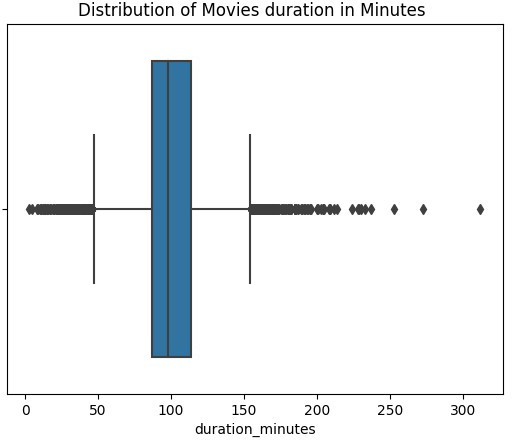 Distribution of Movies duration in Minutes
0 50 100 150 200 250 300
duration_minutes